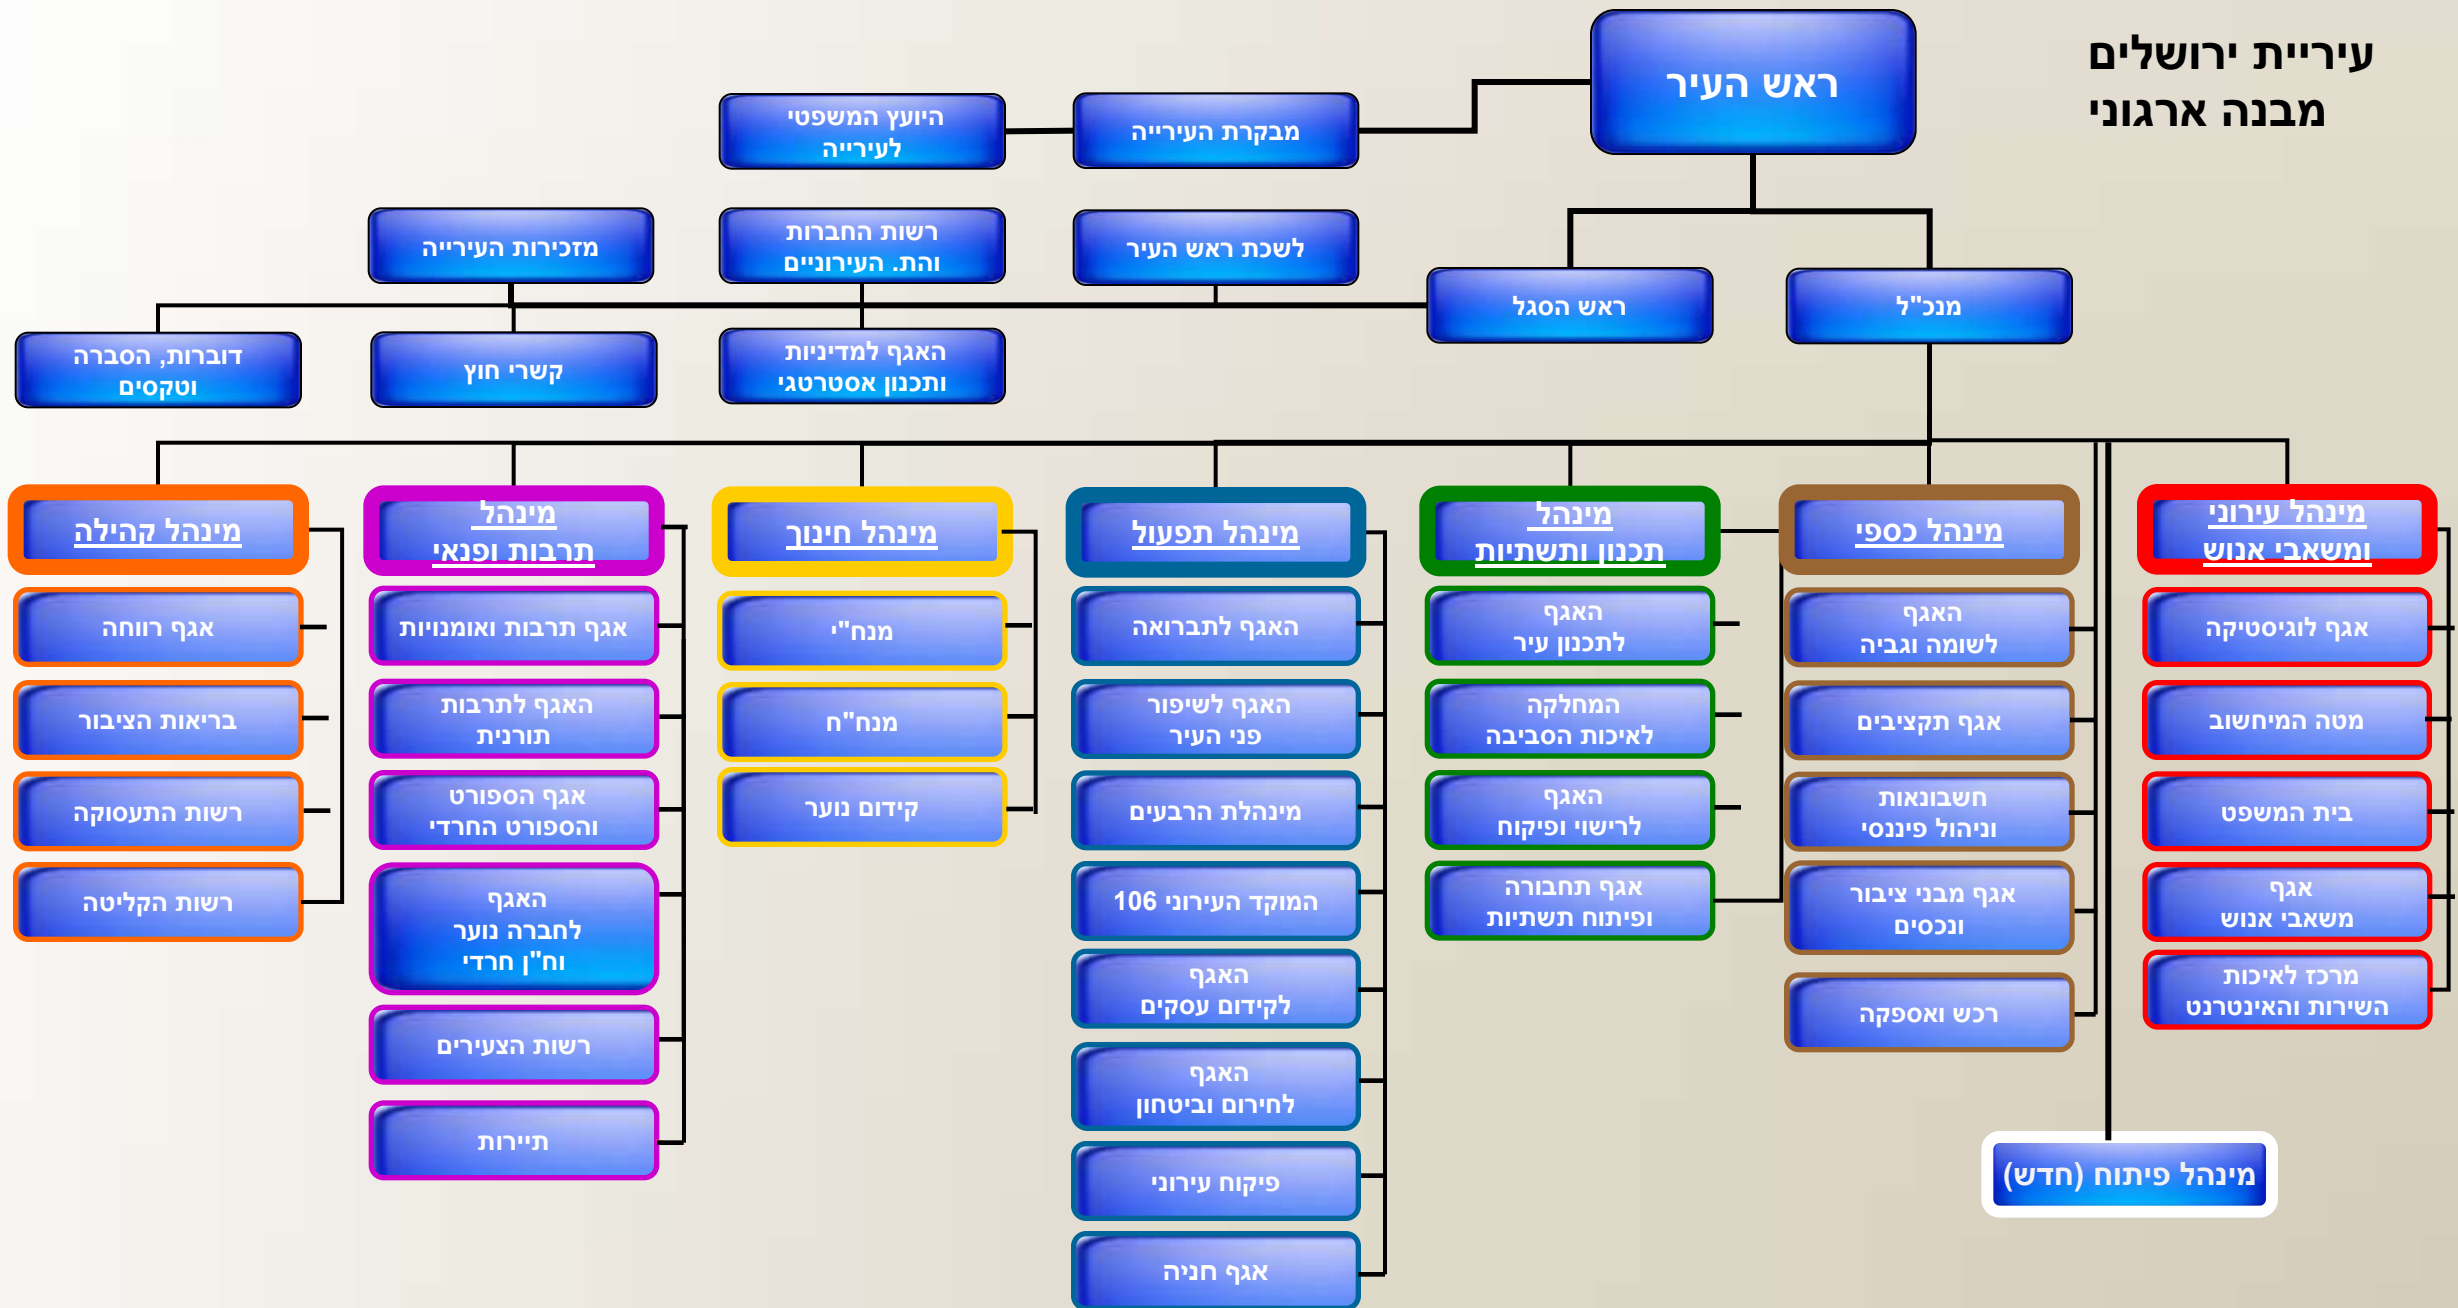 עיריית ירושלים
מבנה ארגוני
ראש העיר
מבקרת העירייה
היועץ המשפטי
לעירייה
לשכת ראש העיר
רשות החברות
והת. העירוניים
מזכירות העירייה
מנכ"ל
ראש הסגל
האגף למדיניות
ותכנון אסטרטגי
קשרי חוץ
דוברות, הסברה
וטקסים
מינהל עירוני
ומשאבי אנוש
אגף לוגיסטיקה
מטה המיחשוב
בית המשפט
אגף
משאבי אנוש
מרכז לאיכות
השירות והאינטרנט
מינהל פיתוח (חדש)
מינהל כספי
האגף
לשומה וגביה
אגף תקציבים
חשבונאות
וניהול פיננסי
אגף מבני ציבור
ונכסים
רכש ואספקה
מינהל
תכנון ותשתיות
האגף
לתכנון עיר
המחלקה
לאיכות הסביבה
האגף
לרישוי ופיקוח
אגף תחבורה
ופיתוח תשתיות
מינהל תפעול
האגף לתברואה
האגף לשיפור
פני העיר
מינהלת הרבעים
המוקד העירוני 106
האגף
לקידום עסקים
האגף
לחירום וביטחון
פיקוח עירוני
אגף חניה
מינהל חינוך
מנח"י
מנח"ח
קידום נוער
מינהל
תרבות ופנאי
אגף תרבות ואומנויות
האגף לתרבות
תורנית
אגף הספורט
והספורט החרדי
האגף
לחברה נוער
וח"ן חרדי
רשות הצעירים
תיירות
מינהל קהילה
אגף רווחה
בריאות הציבור
רשות התעסוקה
רשות הקליטה